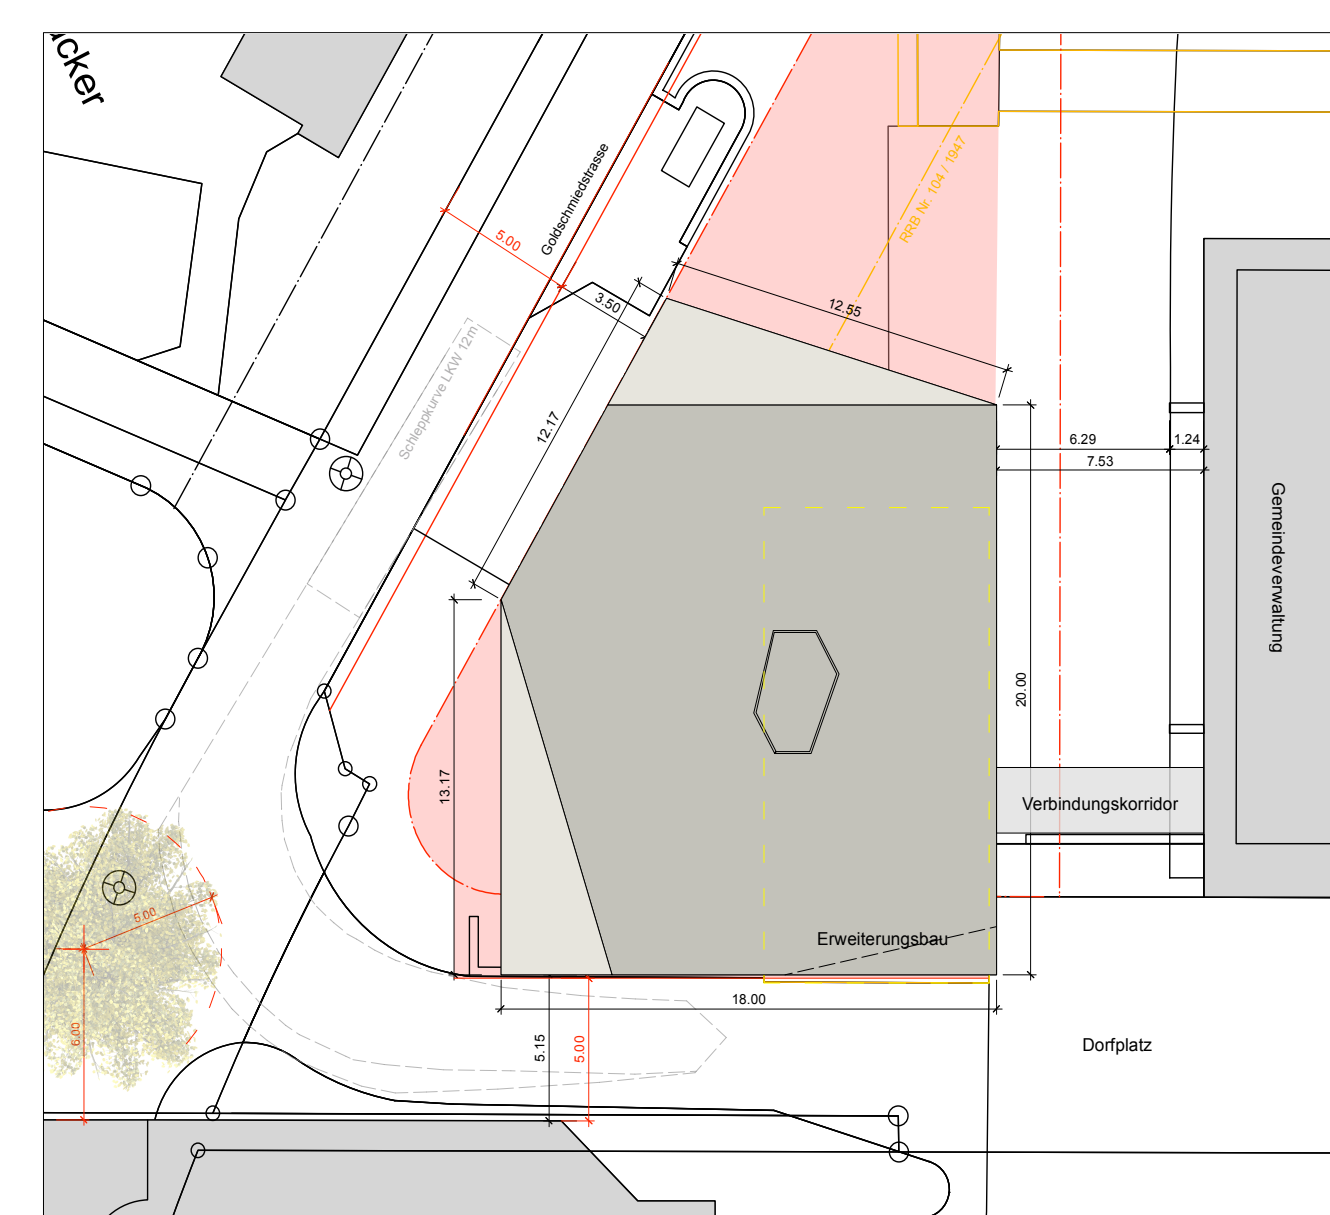 äcker
Goldschmiedstrasse
RRB Nr. 104 / 1947
5.00
3.50
12.55
Schleppkurve LKW 12m
12.17
6.29
1.24
7.53
Gemeindeverwaltung
20.00
13.17
Verbindungskorridor
5.00
Erweiterungsbau
18.00
6.00
5.15
5.00
Dorfplatz